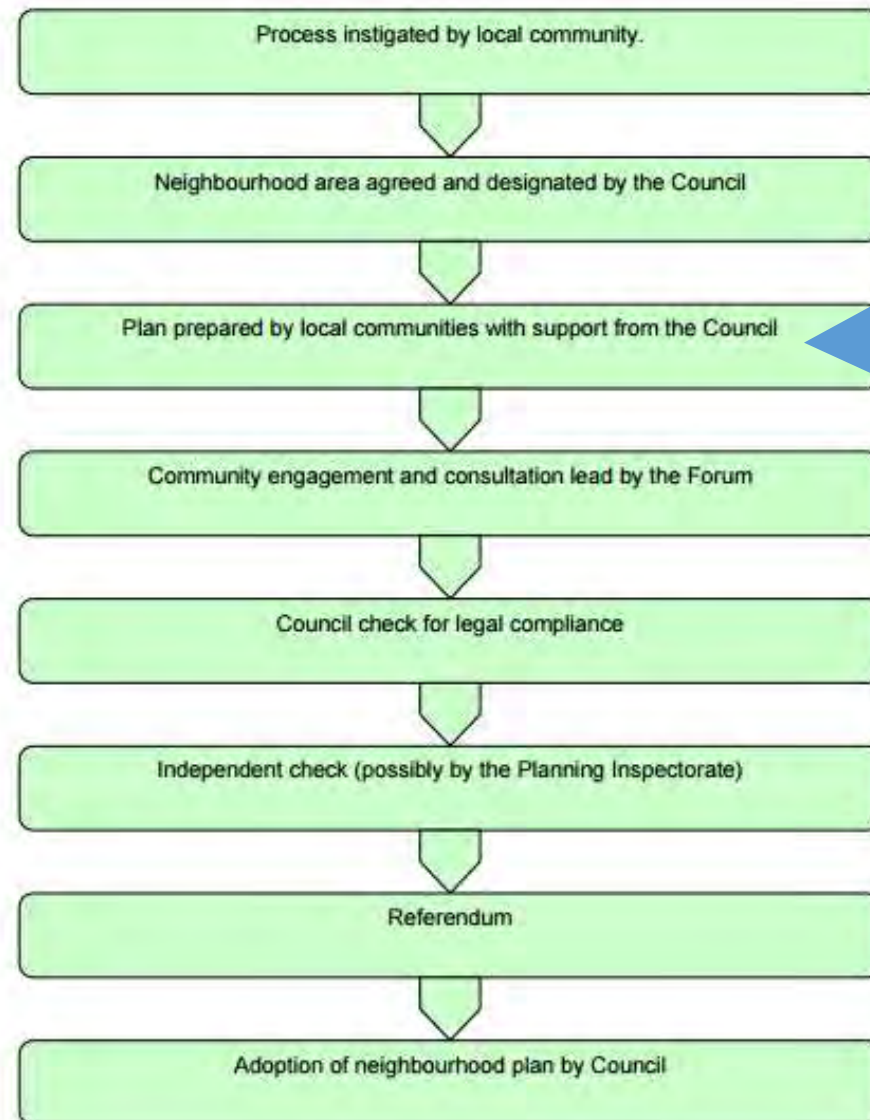 Process instigated by local community.
Neighbourhood area agreed and designated by the Council
Plan prepared by local communities with support from the Council
Community engagement and consultation lead by the Forum
Council check for legal compliance
Independent check (possibly by the Planning Inspectorate)
Referendum
Adoption of neighbourhood plan by Council